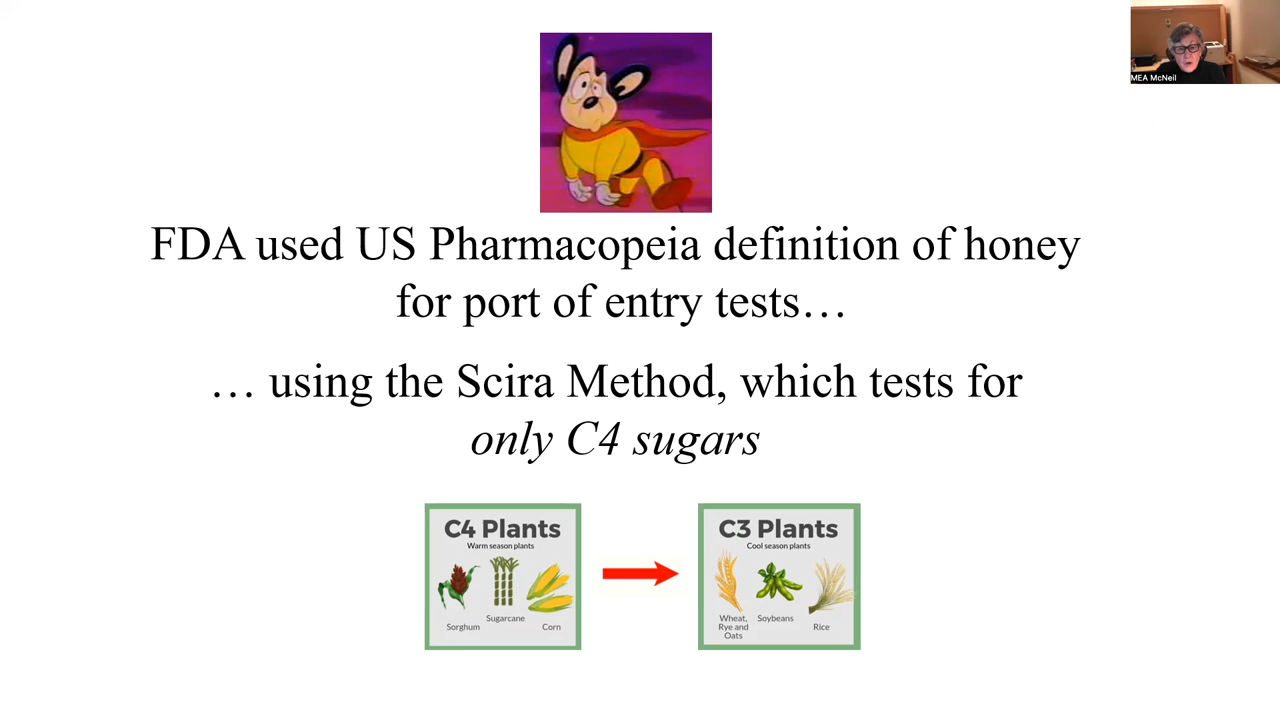 MEA McNeil
FDA used US Pharmacopeia definition of honey
for port of entry tests…
… using the Scira Method, which tests for
only C4 sugars
C4 Plants
Warm season plants
Sorghum
Sugarcane
Corn
C3 Plants
Cool season plants
Wheat,
Rye and
Oats
Soybeans
Rice